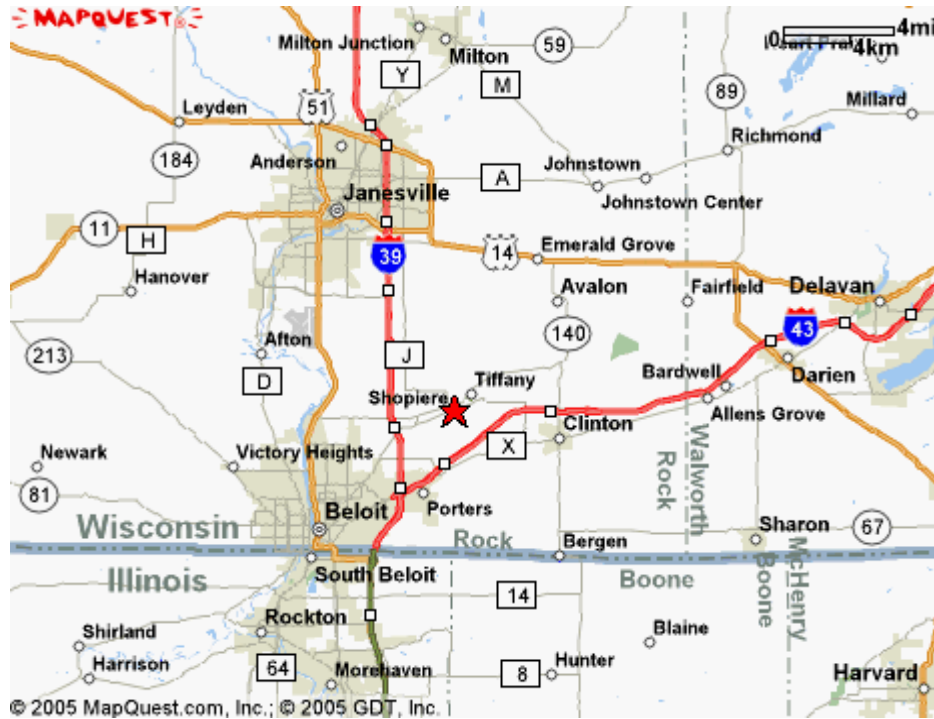 MAPQUEST
0 4mi
4km
Milton Junction
Milton
59
Y
M
89
Millard
Leyden
51
Richmond
184
Anderson
Johnstown
A
Janesville
Johnstown Center
11
H
39
14
Emerald Grove
Hanover
Avalon
Fairfield
Delavan
140
43
213
Afton
J
D
Tiffany
Bardwell
Darien
Shopiere
Allens Grove
Clinton
X
Newark
Victory Heights
Walworth
Rock
81
Porters
Beloit
Wisconsin
Sharon
67
Rock
Bergen
McHenry
Boone
Illinois
South Beloit
Boone
14
Rockton
Shirland
Blaine
Harrison
64
Morehaven
8
Hunter
Harvard
© 2005 MapQuest.com, Inc.; © 2005 GDT, Inc.